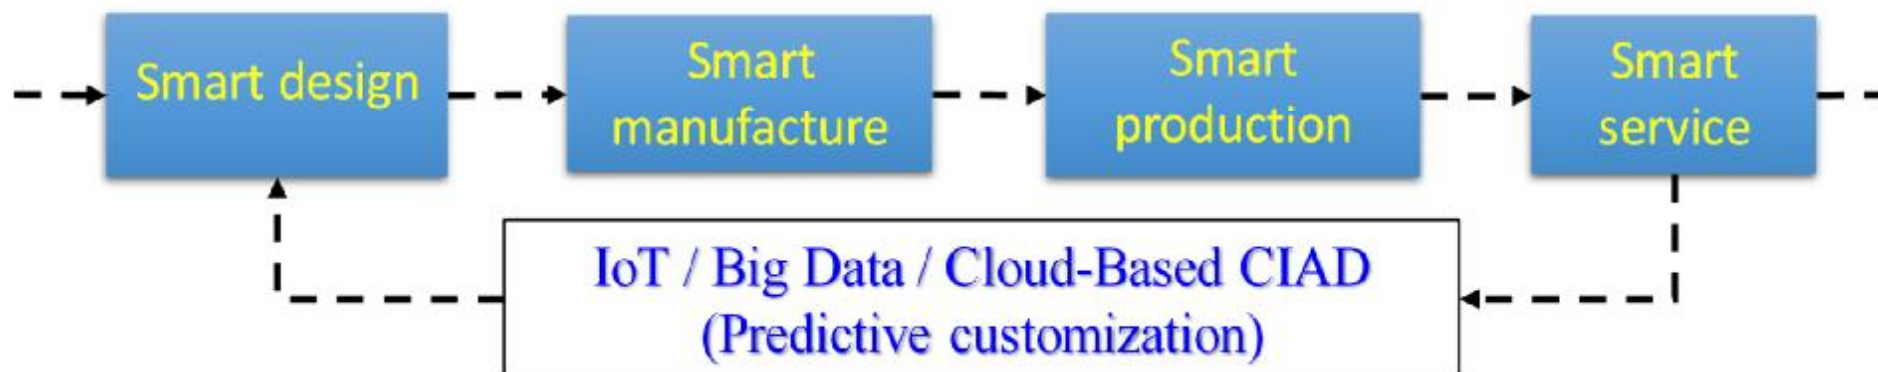 Smart design
Smart
manufacture
Smart
production
Smart
service
IoT / Big Data / Cloud-Based CIAD
(Predictive customization)